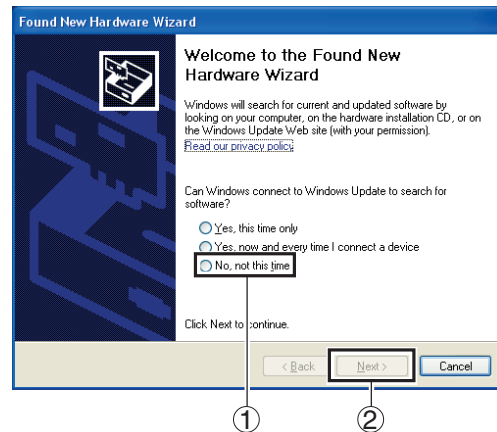 Found New Hardware Wizard
Welcome to the Found New
Hardware Wizard
Windows will search for current and updated software by
looking on your computer, on the hardware installation CD, or on
the Windows Update Web site (with your permission).
Read our privacy policy
Can Windows connect to Windows Update to search for
software?
Yes, this time only
Yes, now and every time I connect a device
No, not this time
Click Next to continue.
< Back Next > Cancel
① ②